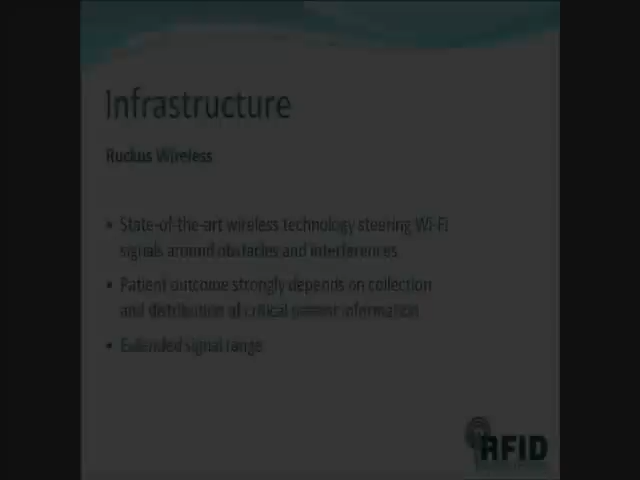 Infrastructure
Ruckus Wireless
• State-of-the-art wireless technology steering Wi-Fi
signals around obstacles and interferences
• Patient outcome strongly depends on collection
and distribution of critical patient information
• Extended signal range
RFID